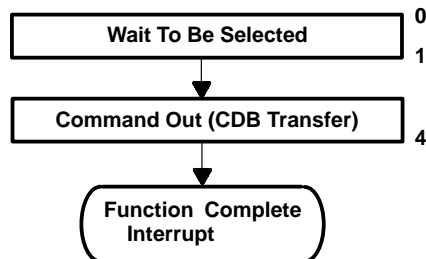 0
Wait To Be Selected
1
Command Out (CDB Transfer)
4
Function Complete
Interrupt